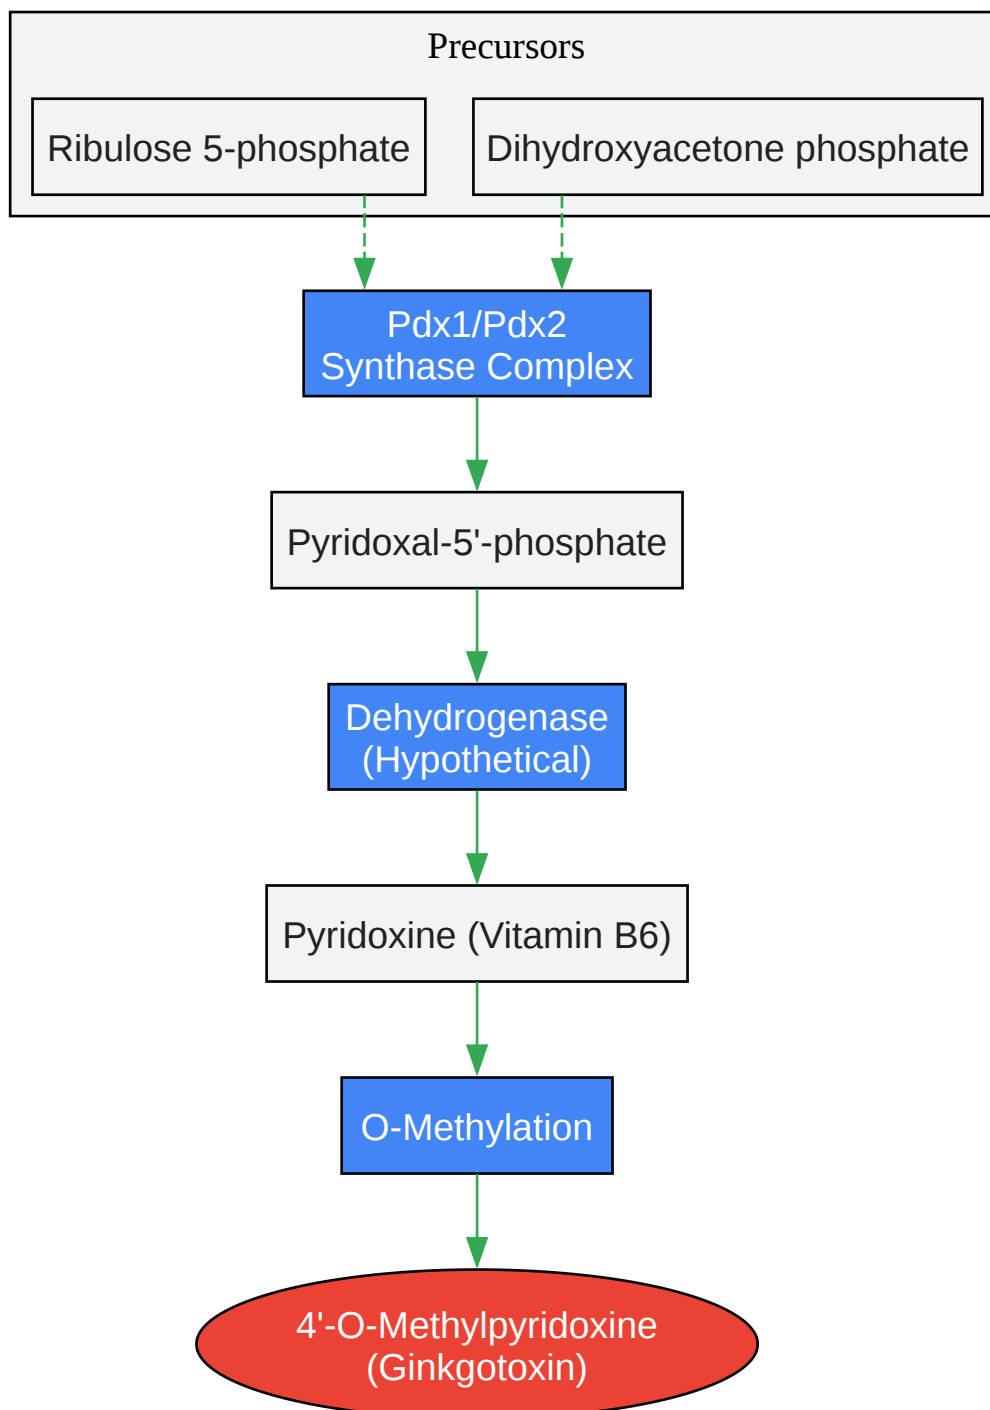 Precursors
Ribulose 5-phosphate
Dihydroxyacetone phosphate
Pdx1/Pdx2
Synthase Complex
Pyridoxal-5'-phosphate
Dehydrogenase
(Hypothetical)
Pyridoxine (Vitamin B6)
O-Methylation
4'-O-Methylpyridoxine
(Ginkgotoxin)